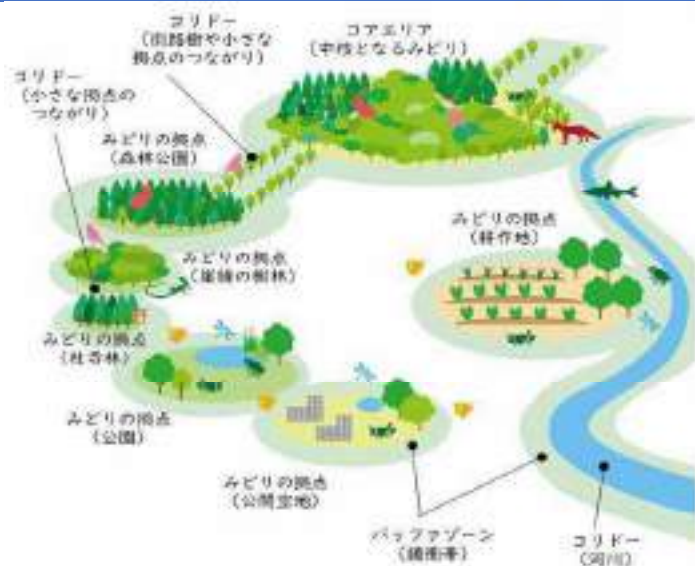 コリドー
(街路樹や小さな
拠点のつながり)
コアエリア
(中核となるみどり)
コリドー
(小さな拠点の
つながり)
みどりの拠点
(森林公園)
みどりの拠点
(耕作地)
みどりの拠点
(崖線の樹林)
みどりの拠点
(社寺林)
みどりの拠点
(公園)
みどりの拠点
(公開空地)
バッファゾーン
(緩衝帯)
コリドー
(河川)